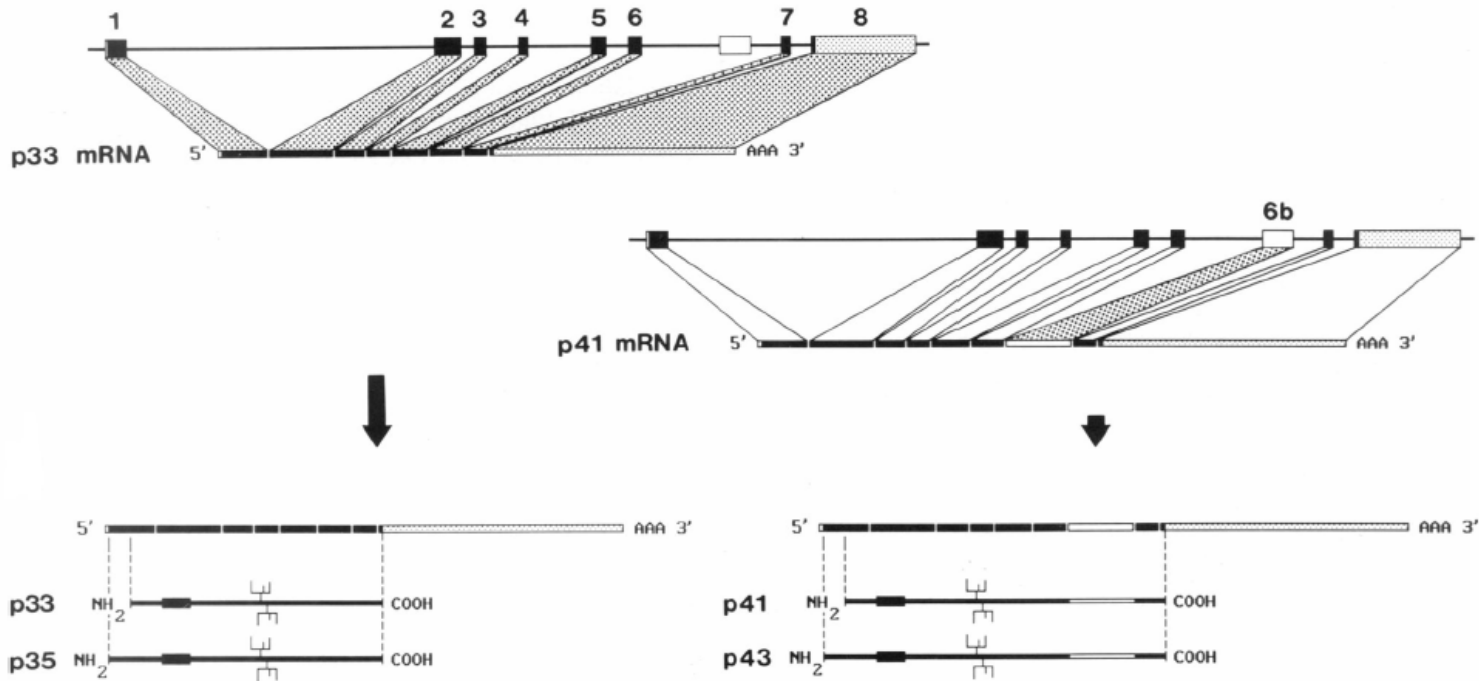 1 2 3 4 5 6 7 8
p33 mRNA 5' AAA 3'
6b
p41 mRNA 5' AAA 3'
5' AAA 3'
5' AAA 3'
p33 NH2 COOH
p41 NH2 COOH
p35 NH2 COOH
p43 NH2 COOH